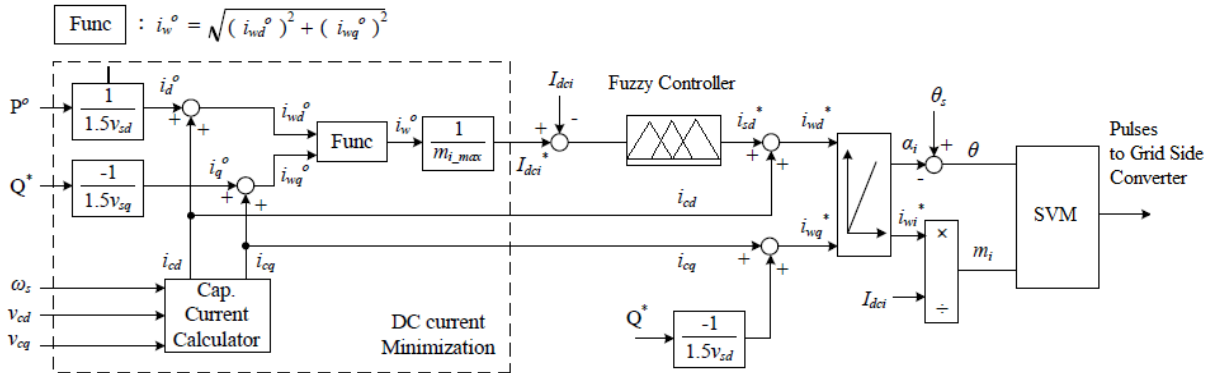 Func : i_w^o = √( ( i_wd^o )^2 + ( i_wq^o )^2 )
P^o
1
1.5v_sd
i_d^o
+
+
i_wd^o
Func
i_w^o
1
m_i_max
I_dci
+
-
I_dci^*
Fuzzy Controller
i_sd^*
+
+
i_wd^*
θ_s
α_i
+
-
θ
Pulses
to Grid Side
Converter
Q^*
-1
1.5v_sq
i_q^o
+
+
i_wq^o
i_cd
i_wq^*
i_wi^*
SVM
i_cd
i_cq
i_cq
+
+
×
÷
m_i
I_dci
ω_s
v_cd
v_cq
Cap.
Current
Calculator
DC current
Minimization
Q^*
-1
1.5v_sd